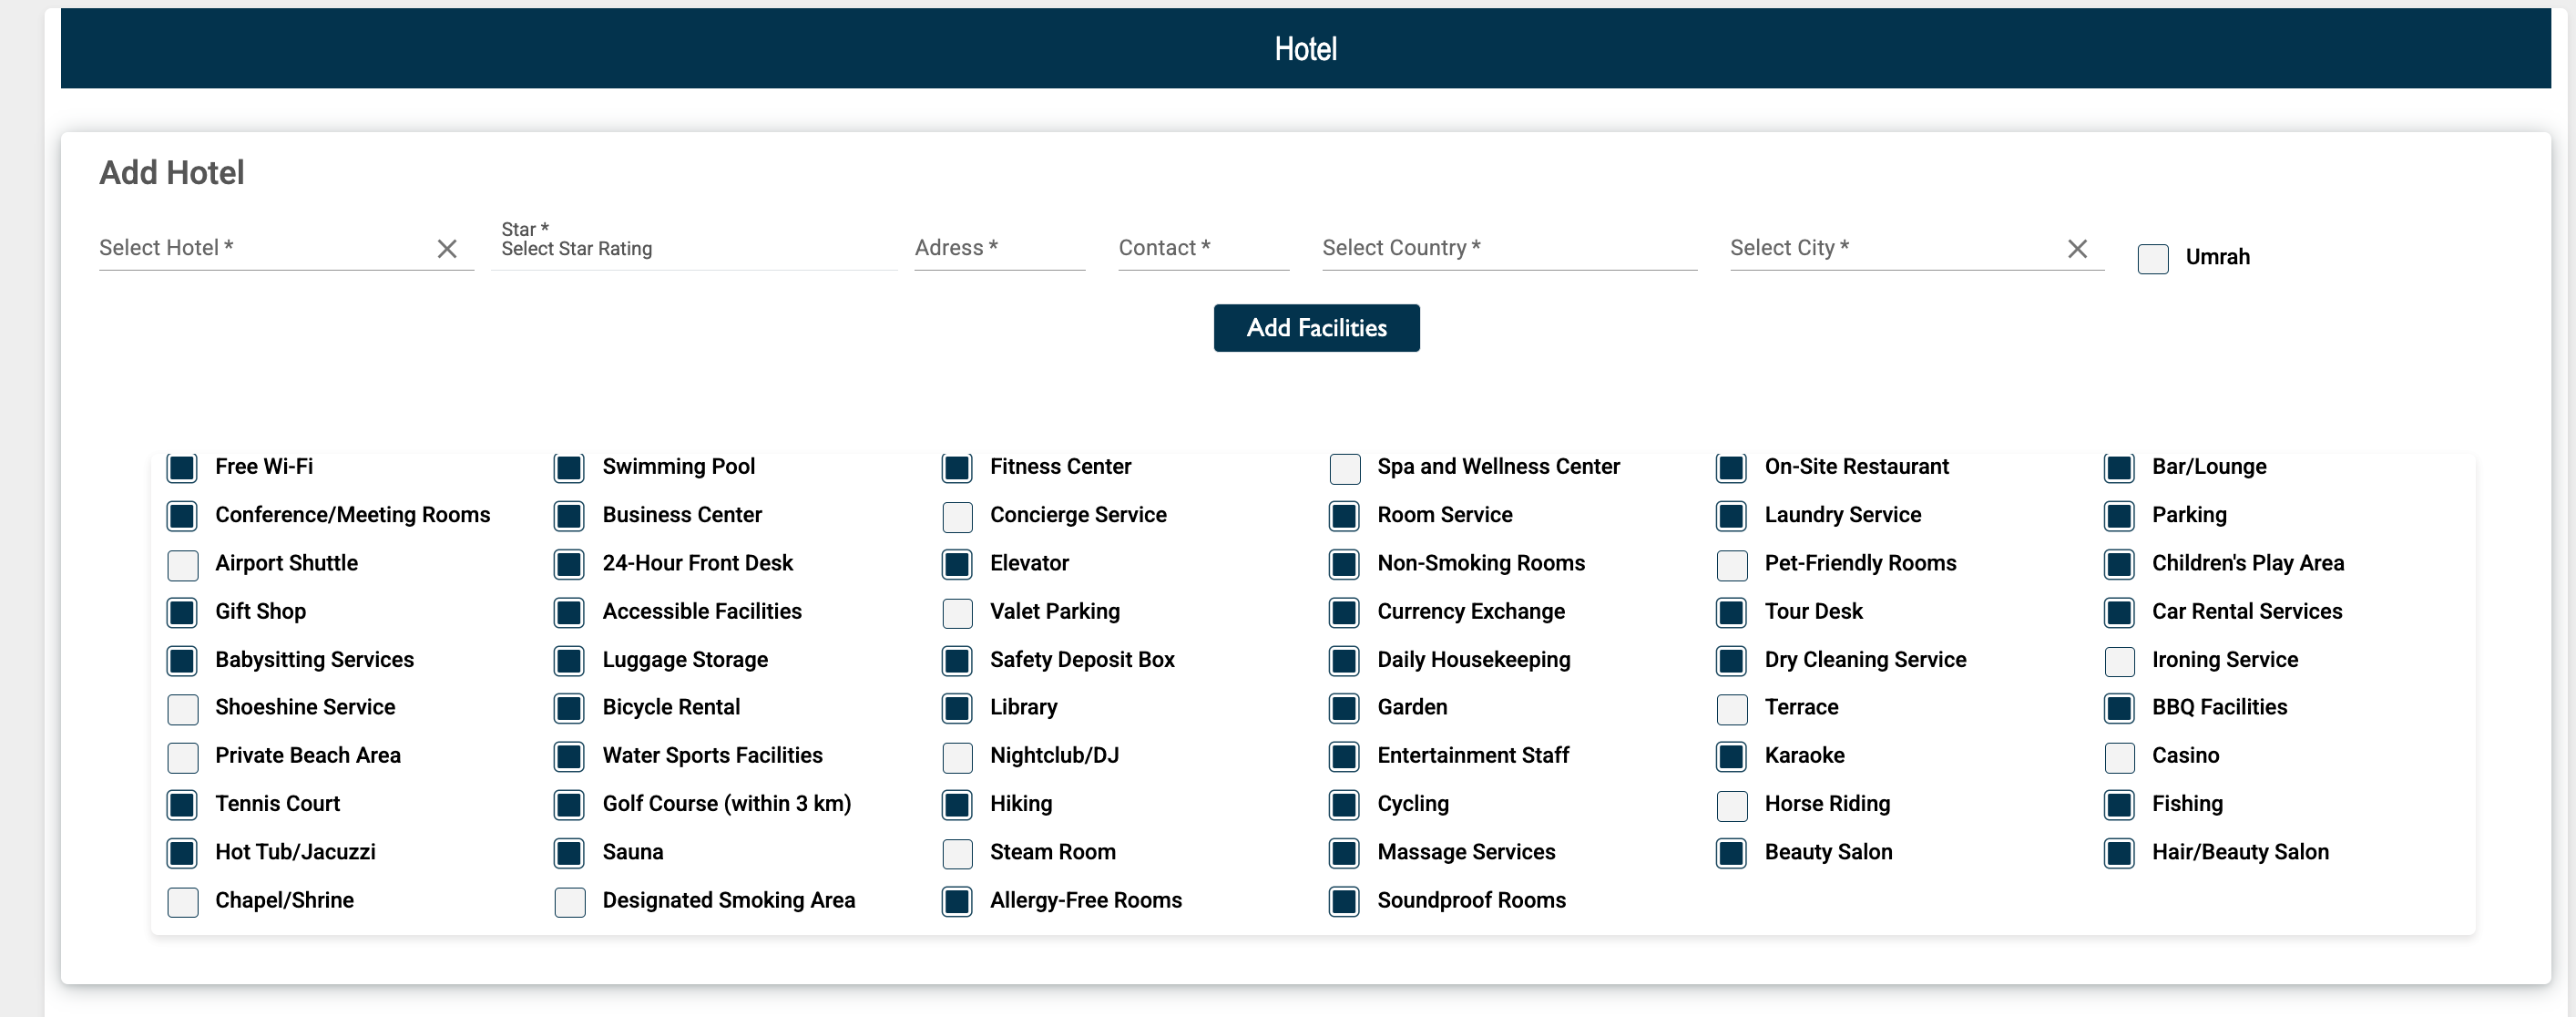 Hotel
Add Hotel
Select Hotel *
Star *
Select Star Rating
Adress *
Contact *
Select Country *
Select City *
Umrah
Add Facilities
Free Wi-Fi Swimming Pool Fitness Center Spa and Wellness Center On-Site Restaurant Bar/Lounge
Conference/Meeting Rooms Business Center Concierge Service Room Service Laundry Service Parking
Airport Shuttle 24-Hour Front Desk Elevator Non-Smoking Rooms Pet-Friendly Rooms Children's Play Area
Gift Shop Accessible Facilities Valet Parking Currency Exchange Tour Desk Car Rental Services
Babysitting Services Luggage Storage Safety Deposit Box Daily Housekeeping Dry Cleaning Service Ironing Service
Shoeshine Service Bicycle Rental Library Garden Terrace BBQ Facilities
Private Beach Area Water Sports Facilities Nightclub/DJ Entertainment Staff Karaoke Casino
Tennis Court Golf Course (within 3 km) Hiking Cycling Horse Riding Fishing
Hot Tub/Jacuzzi Sauna Steam Room Massage Services Beauty Salon Hair/Beauty Salon
Chapel/Shrine Designated Smoking Area Allergy-Free Rooms Soundproof Rooms